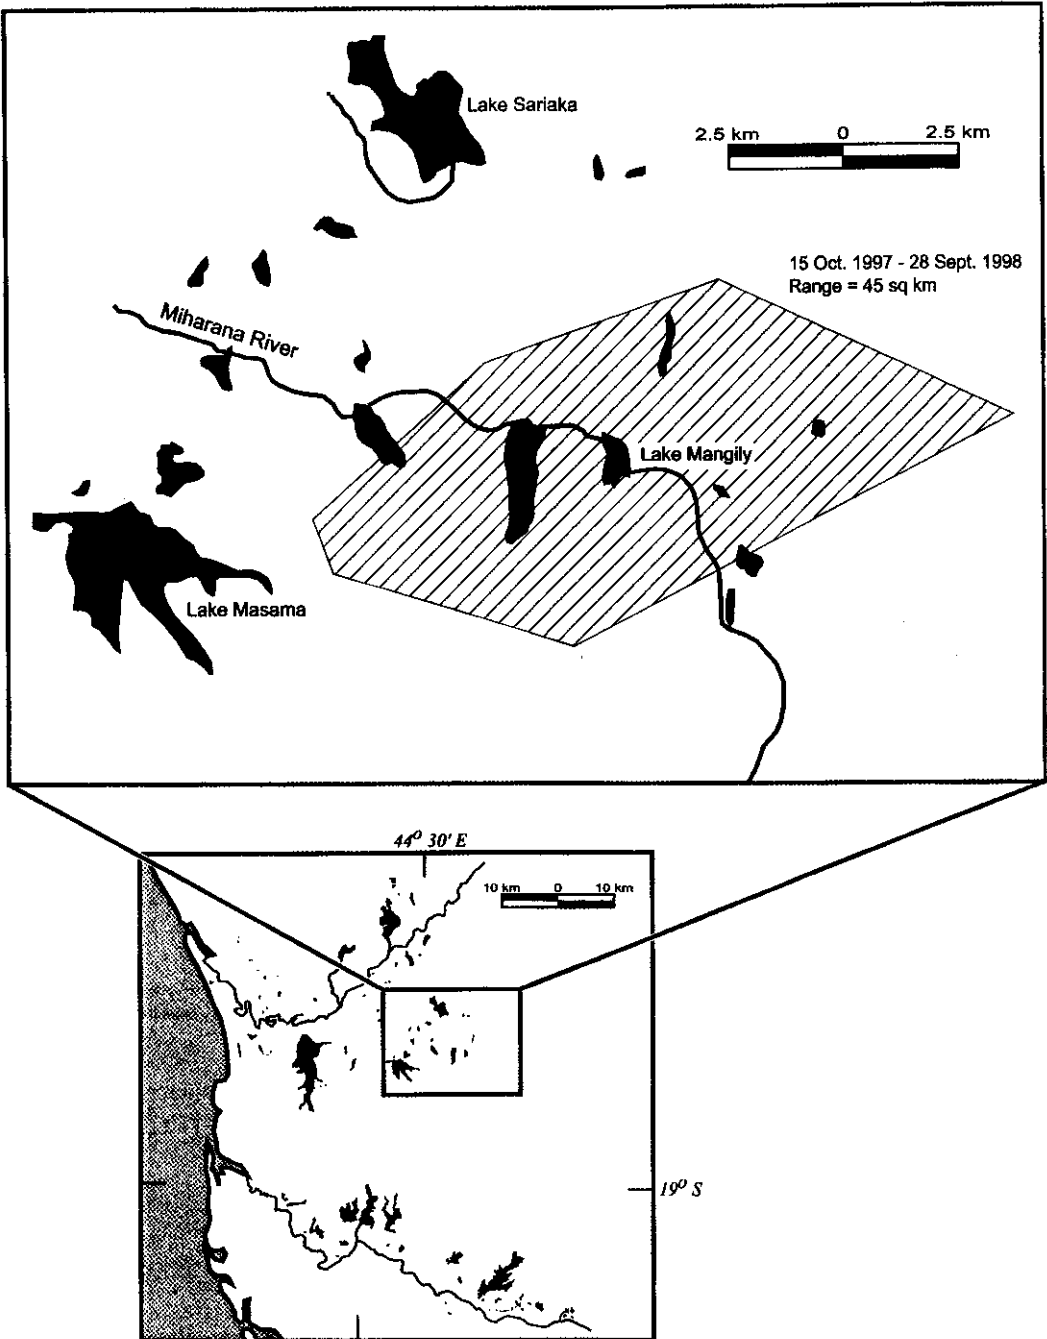 Lake Sariaka
2.5 km 0 2.5 km
15 Oct. 1997 - 28 Sept. 1998
Range = 45 sq km
Miharana River
Lake Mangily
Lake Masama
44° 30' E
10 km 0 10 km
19° S